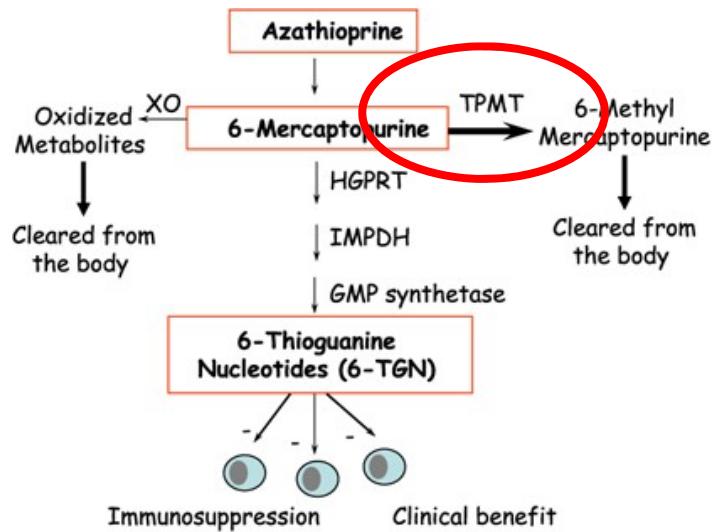 Azathioprine
XO
TPMT
Oxidized
Metabolites
6-Mercaptopurine
6-Methyl
Mercaptopurine
HGPRT
Cleared from
the body
IMPDH
Cleared from
the body
GMP synthetase
6-Thioguanine
Nucleotides (6-TGN)
- - -
Immunosuppression
Clinical benefit